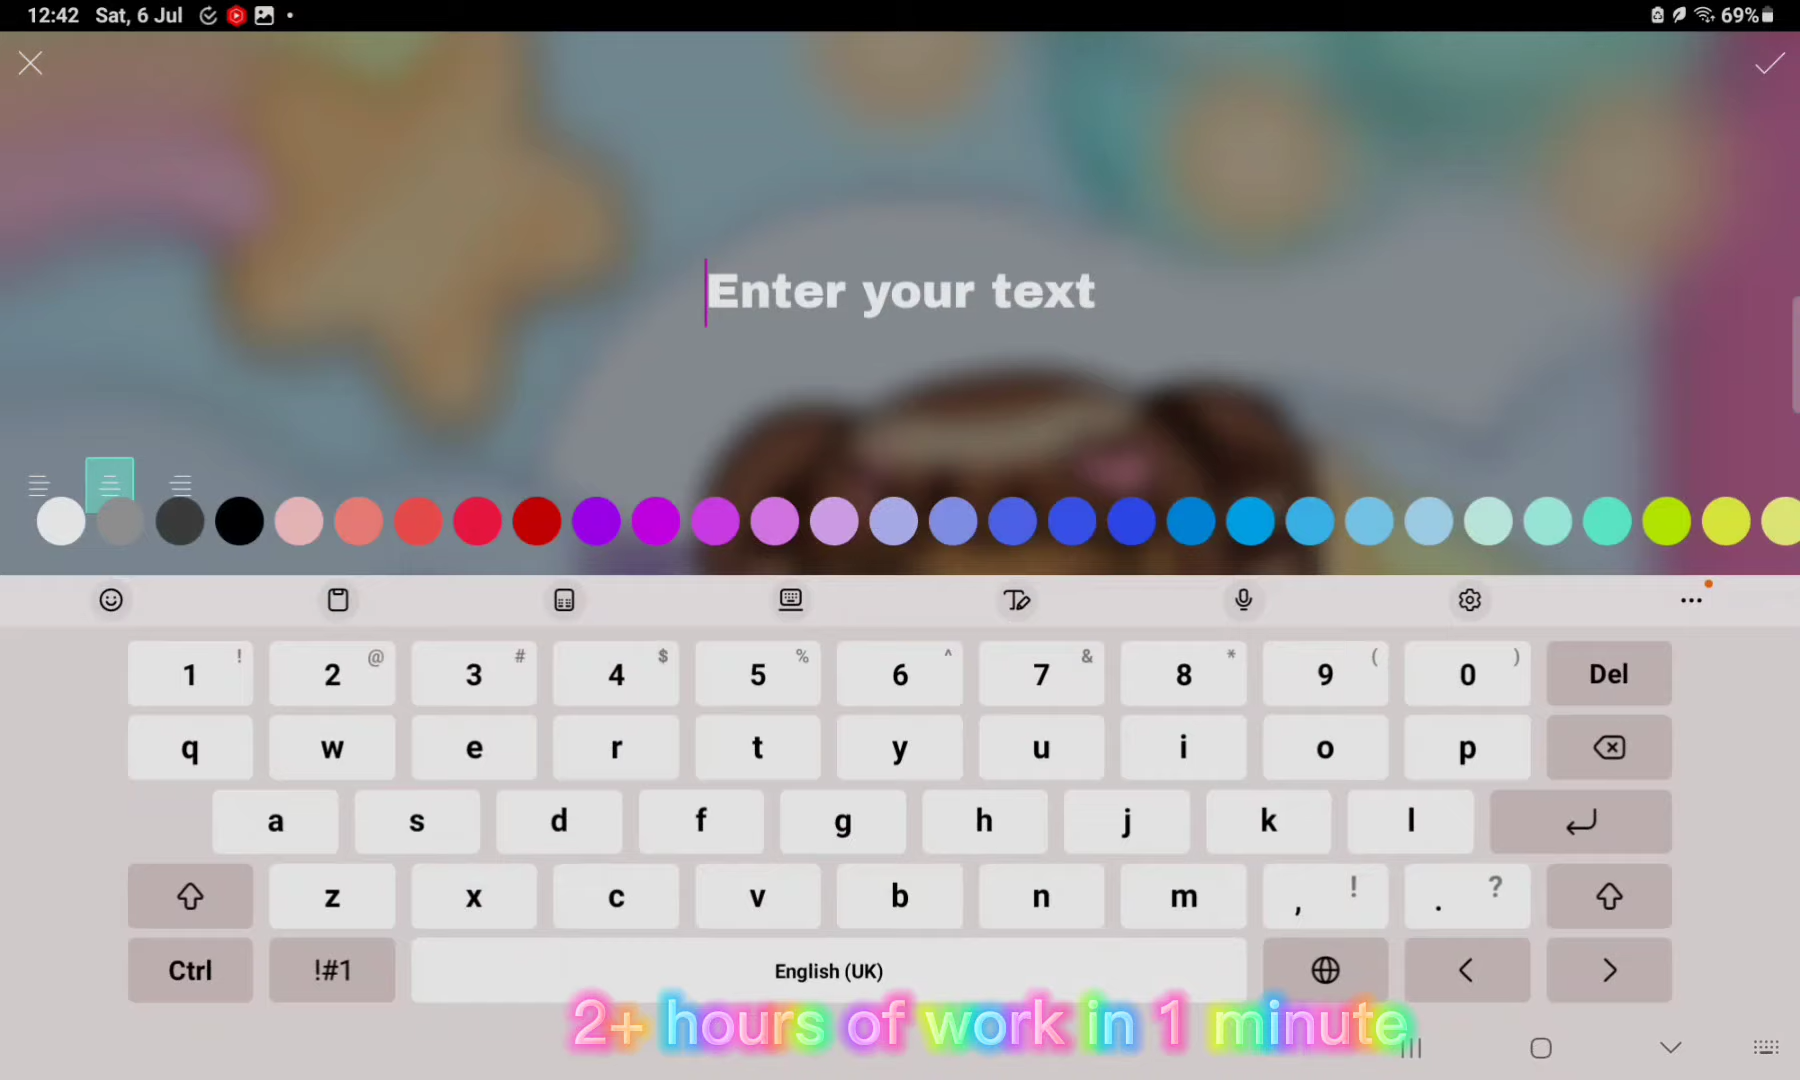 12:42 Sat, 6 Jul 69%
Enter your text
1 ! 2 @ 3 # 4 $ 5 % 6 ^ 7 & 8 * 9 ( 0 ) Del
q w e r t y u i o p
a s d f g h j k l
z x c v b n m , ! . ?
Ctrl !#1 English (UK) < >
2+ hours of work in 1 minute